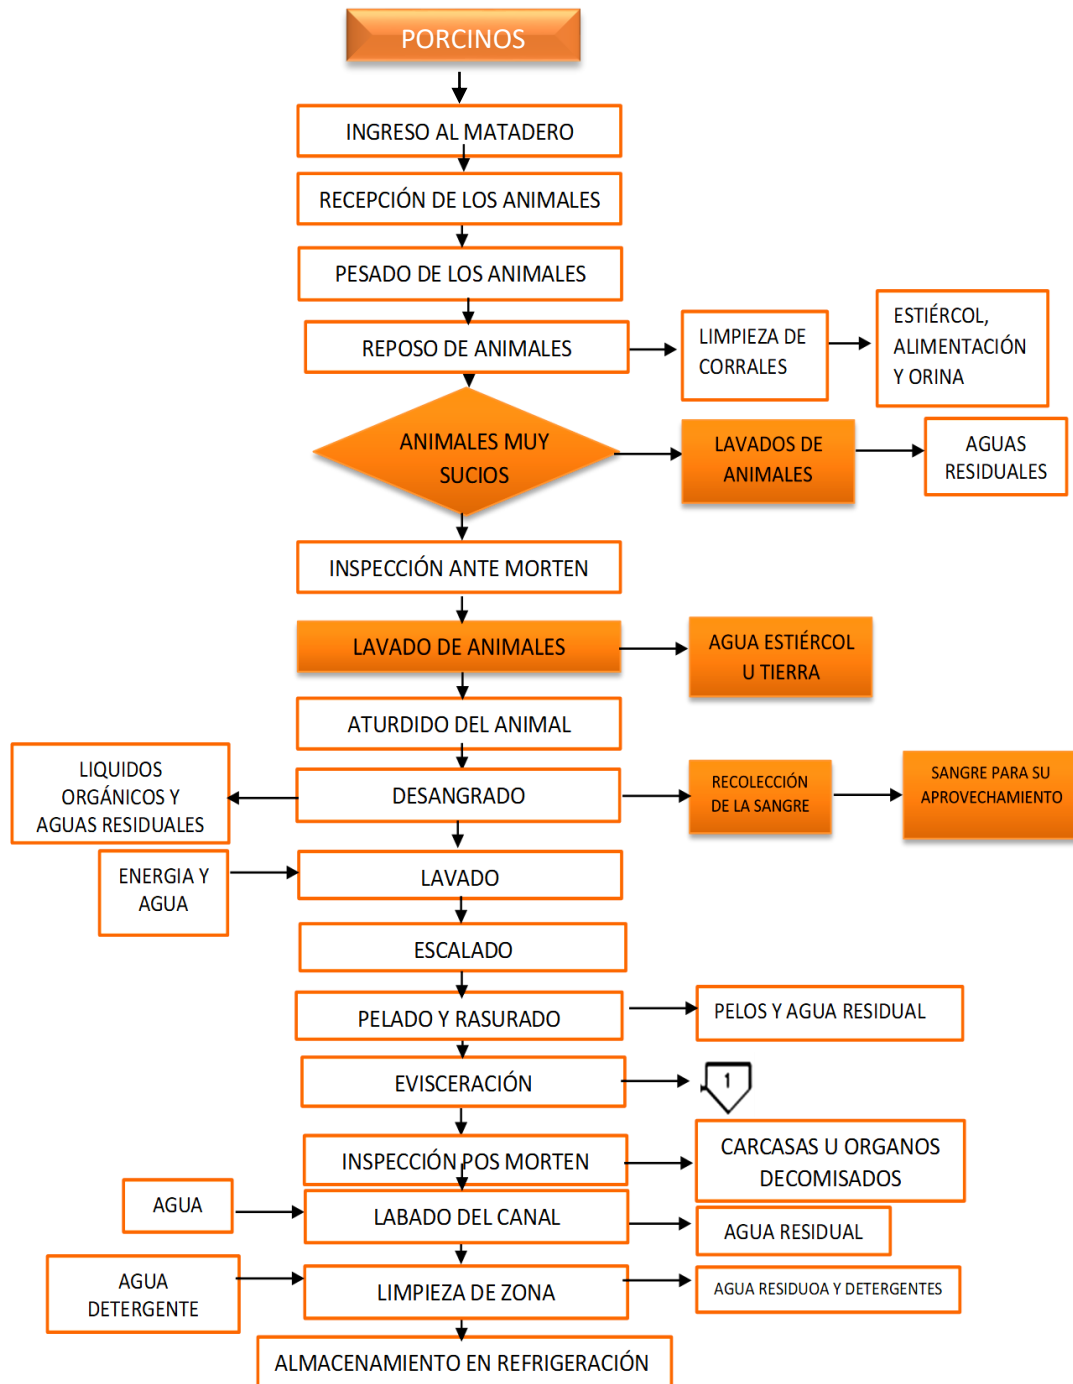 PORCINOS
INGRESO AL MATADERO
RECEPCIÓN DE LOS ANIMALES
PESADO DE LOS ANIMALES
REPOSO DE ANIMALES
LIMPIEZA DE
CORRALES
ESTIÉRCOL,
ALIMENTACIÓN
Y ORINA
ANIMALES MUY
SUCIOS
LAVADOS DE
ANIMALES
AGUAS
RESIDUALES
INSPECCIÓN ANTE MORTEN
LAVADO DE ANIMALES
AGUA ESTIÉRCOL
U TIERRA
ATURDIDO DEL ANIMAL
LIQUIDOS
ORGÁNICOS Y
AGUAS RESIDUALES
DESANGRADO
RECOLECCIÓN
DE LA SANGRE
SANGRE PARA SU
APROVECHAMIENTO
ENERGIA Y
AGUA
LAVADO
ESCALADO
PELADO Y RASURADO
PELOS Y AGUA RESIDUAL
EVISCERACIÓN
1
INSPECCIÓN POS MORTEN
CARCASAS U ORGANOS
DECOMISADOS
AGUA
LABADO DEL CANAL
AGUA RESIDUAL
AGUA
DETERGENTE
LIMPIEZA DE ZONA
AGUA RESIDUOA Y DETERGENTES
ALMACENAMIENTO EN REFRIGERACIÓN